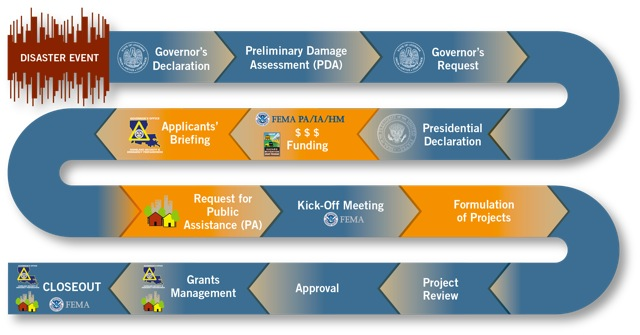 DISASTER EVENT
Governor's
Declaration
Preliminary Damage
Assessment (PDA)
Governor's
Request
Presidential
Declaration
FEMA PA/IA/HM
$ $ $
Funding
Applicants'
Briefing
Request for
Public
Assistance (PA)
Kick-Off Meeting
FEMA
Formulation
of Projects
Project
Review
Approval
Grants
Management
CLOSEOUT
FEMA